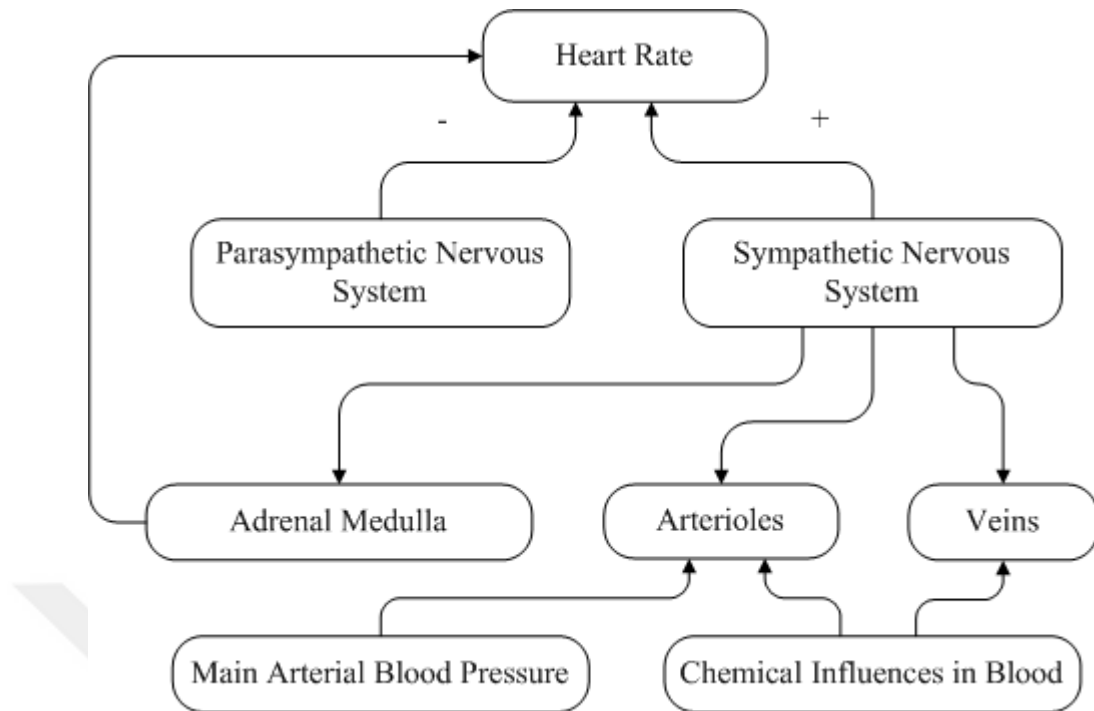 Heart Rate
-
+
Parasympathetic Nervous
System
Sympathetic Nervous
System
Adrenal Medulla
Arterioles
Veins
Main Arterial Blood Pressure
Chemical Influences in Blood